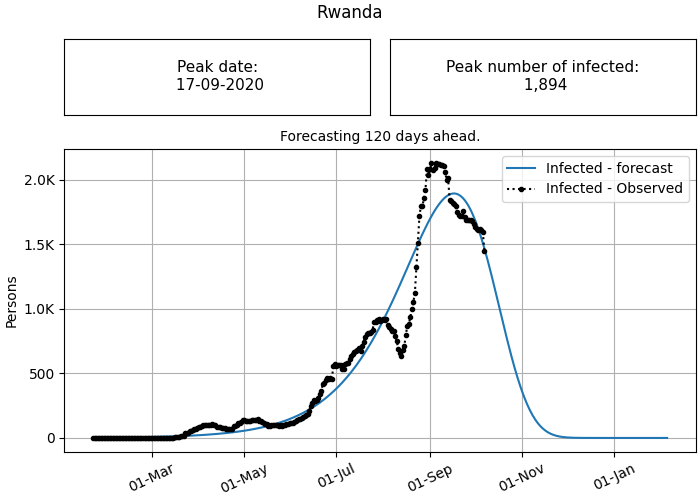 Rwanda
Peak date:
17-09-2020
Peak number of infected:
1,894
Forecasting 120 days ahead.
Infected - forecast
Infected - Observed
2.0K
1.5K
1.0K
500
0
Persons
01-Mar
01-May
01-Jul
01-Sep
01-Nov
01-Jan